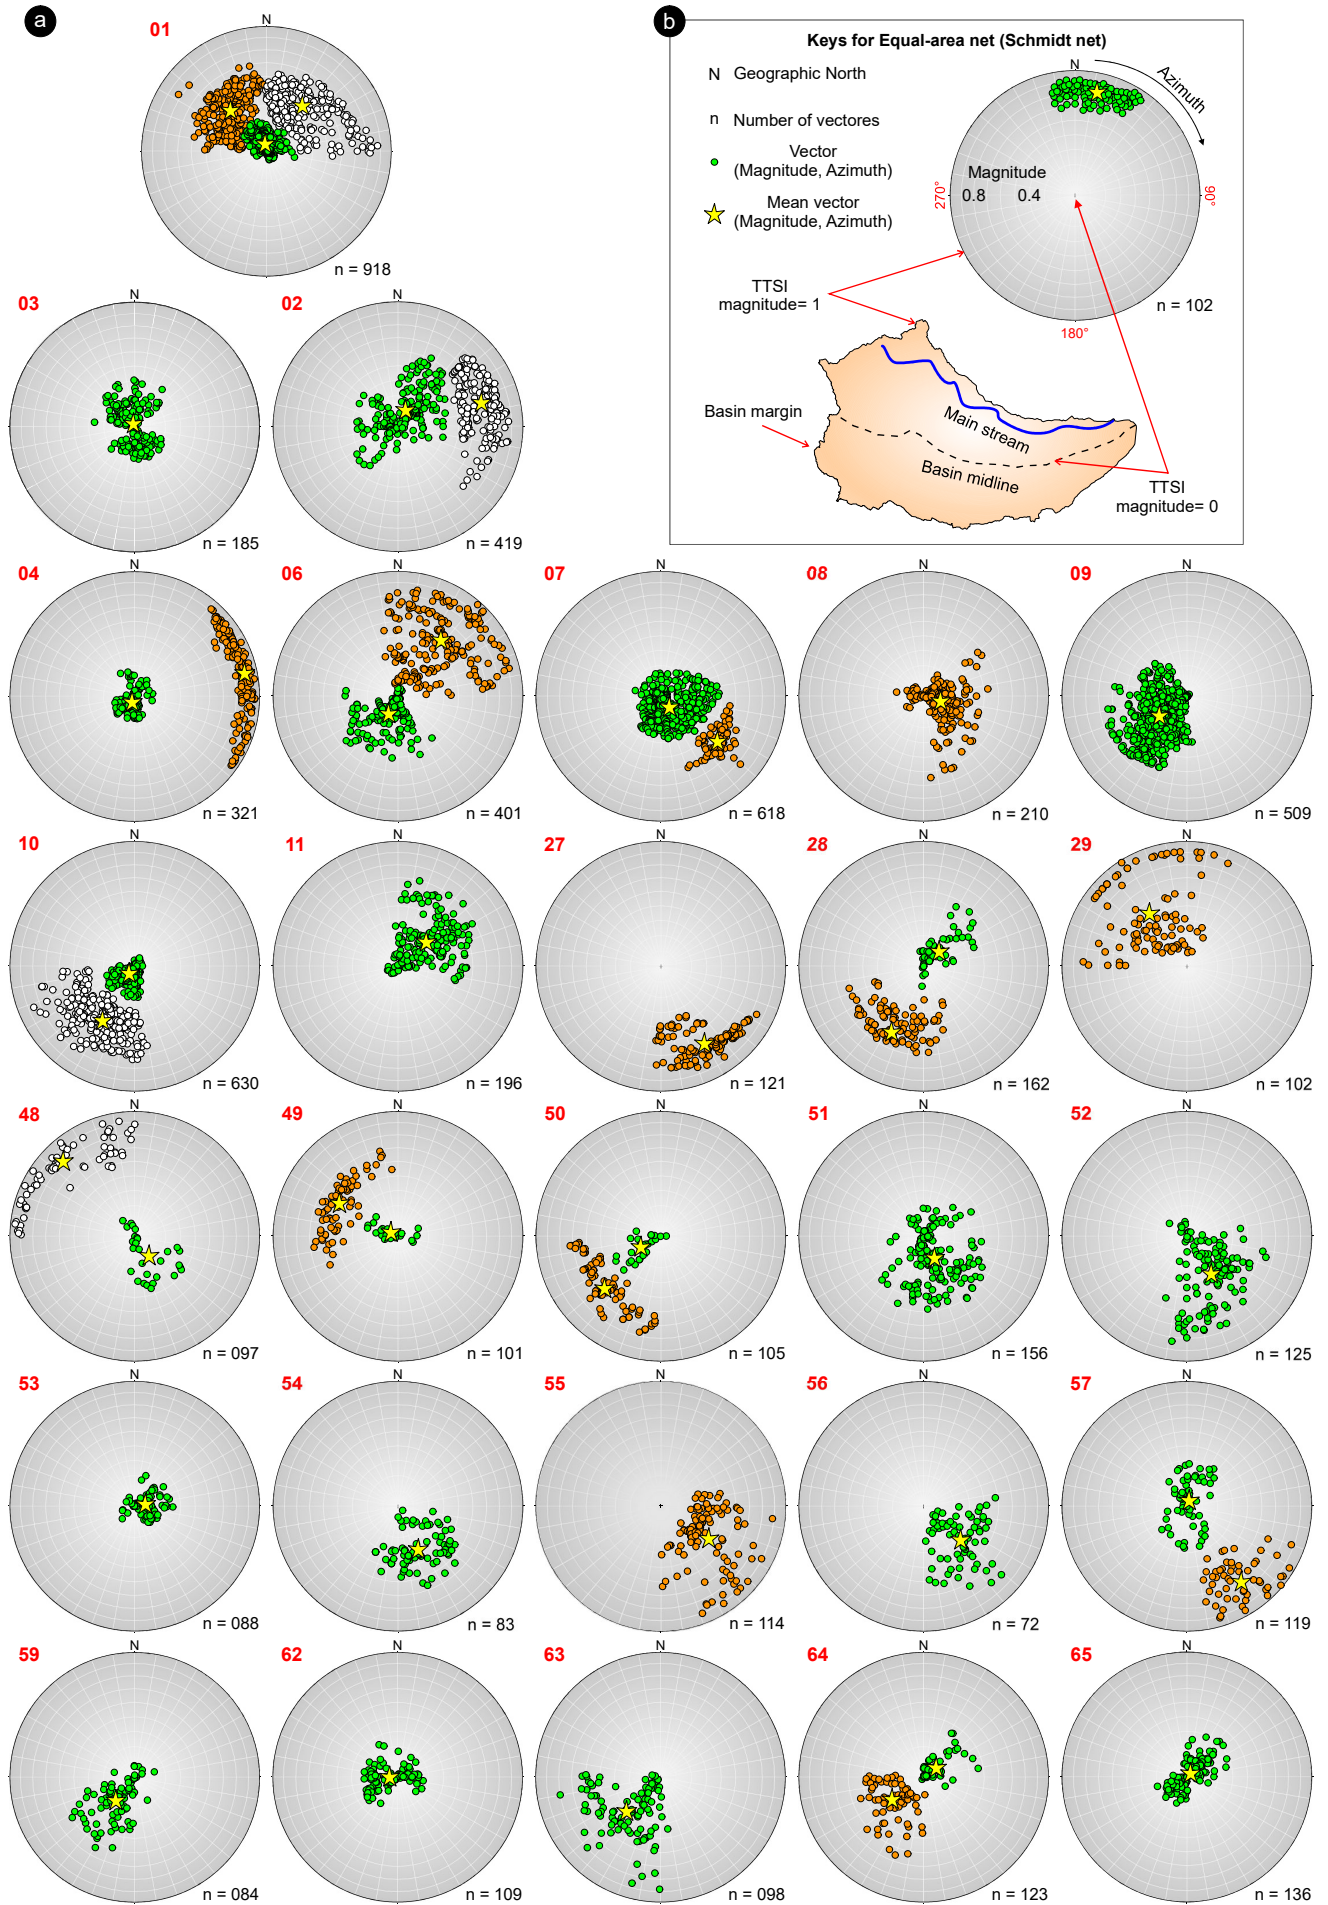 a
01
N
n = 918
b
Keys for Equal-area net (Schmidt net)
N Geographic North
n Number of vectores
Vector
(Magnitude, Azimuth)
Mean vector
(Magnitude, Azimuth)
N
Azimuth
Magnitude
0.8 0.4
270°
90°
180°
n = 102
TTSI
magnitude= 1
Basin margin
Main stream
Basin midline
TTSI
magnitude= 0
03
N
n = 185
02
N
n = 419
04
N
n = 321
06
N
n = 401
07
N
n = 618
08
N
n = 210
09
N
n = 509
10
N
n = 630
11
N
n = 196
27
N
n = 121
28
N
n = 162
29
N
n = 102
48
N
n = 097
49
N
n = 101
50
N
n = 105
51
N
n = 156
52
N
n = 125
53
N
n = 088
54
N
n = 83
55
N
n = 114
56
N
n = 72
57
N
n = 119
59
N
n = 084
62
N
n = 109
63
N
n = 098
64
N
n = 123
65
N
n = 136